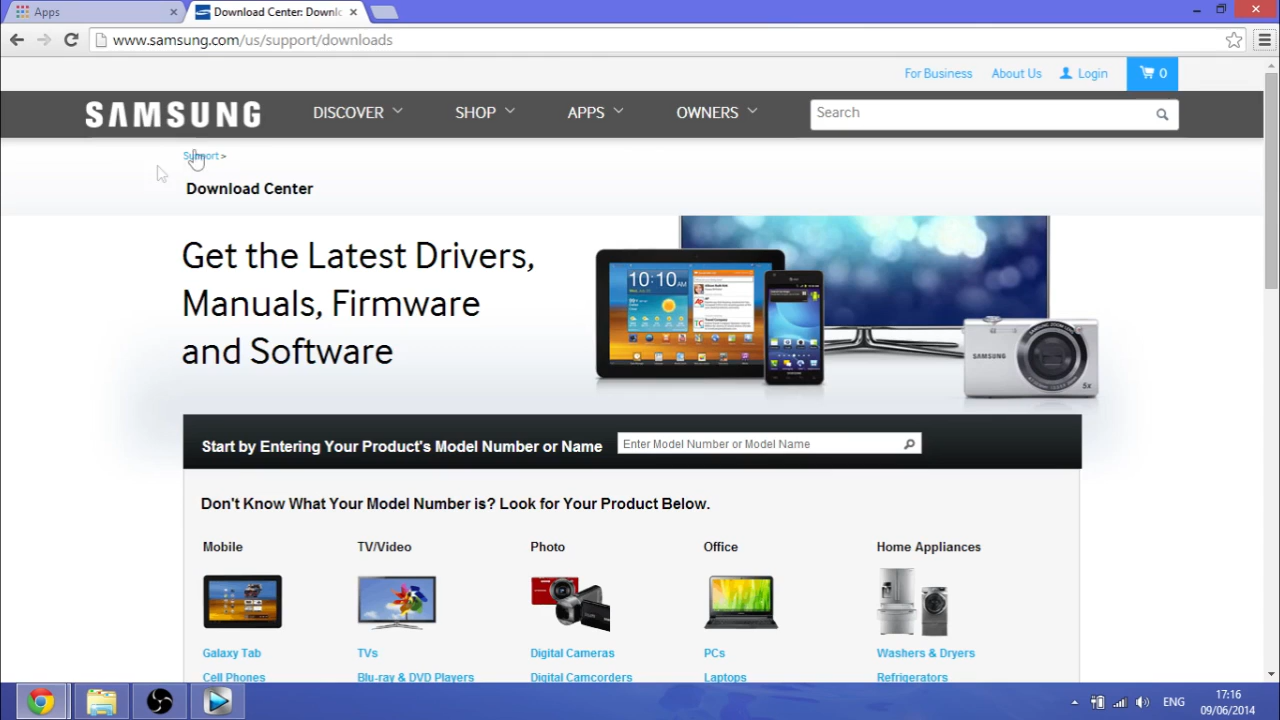 Apps
Download Center: Downlo
www.samsung.com/us/support/downloads
For Business About Us Login 0
SAMSUNG DISCOVER SHOP APPS OWNERS Search
Support >
Download Center
Get the Latest Drivers,
Manuals, Firmware
and Software
10:10
SAMSUNG
5x
Start by Entering Your Product's Model Number or Name Enter Model Number or Model Name
Don't Know What Your Model Number is? Look for Your Product Below.
Mobile TV/Video Photo Office Home Appliances
Galaxy Tab TVs Digital Cameras PCs Washers & Dryers
Cell Phones Blu-ray & DVD Players Digital Camcorders Laptops Refrigerators
ENG 17:16
09/06/2014